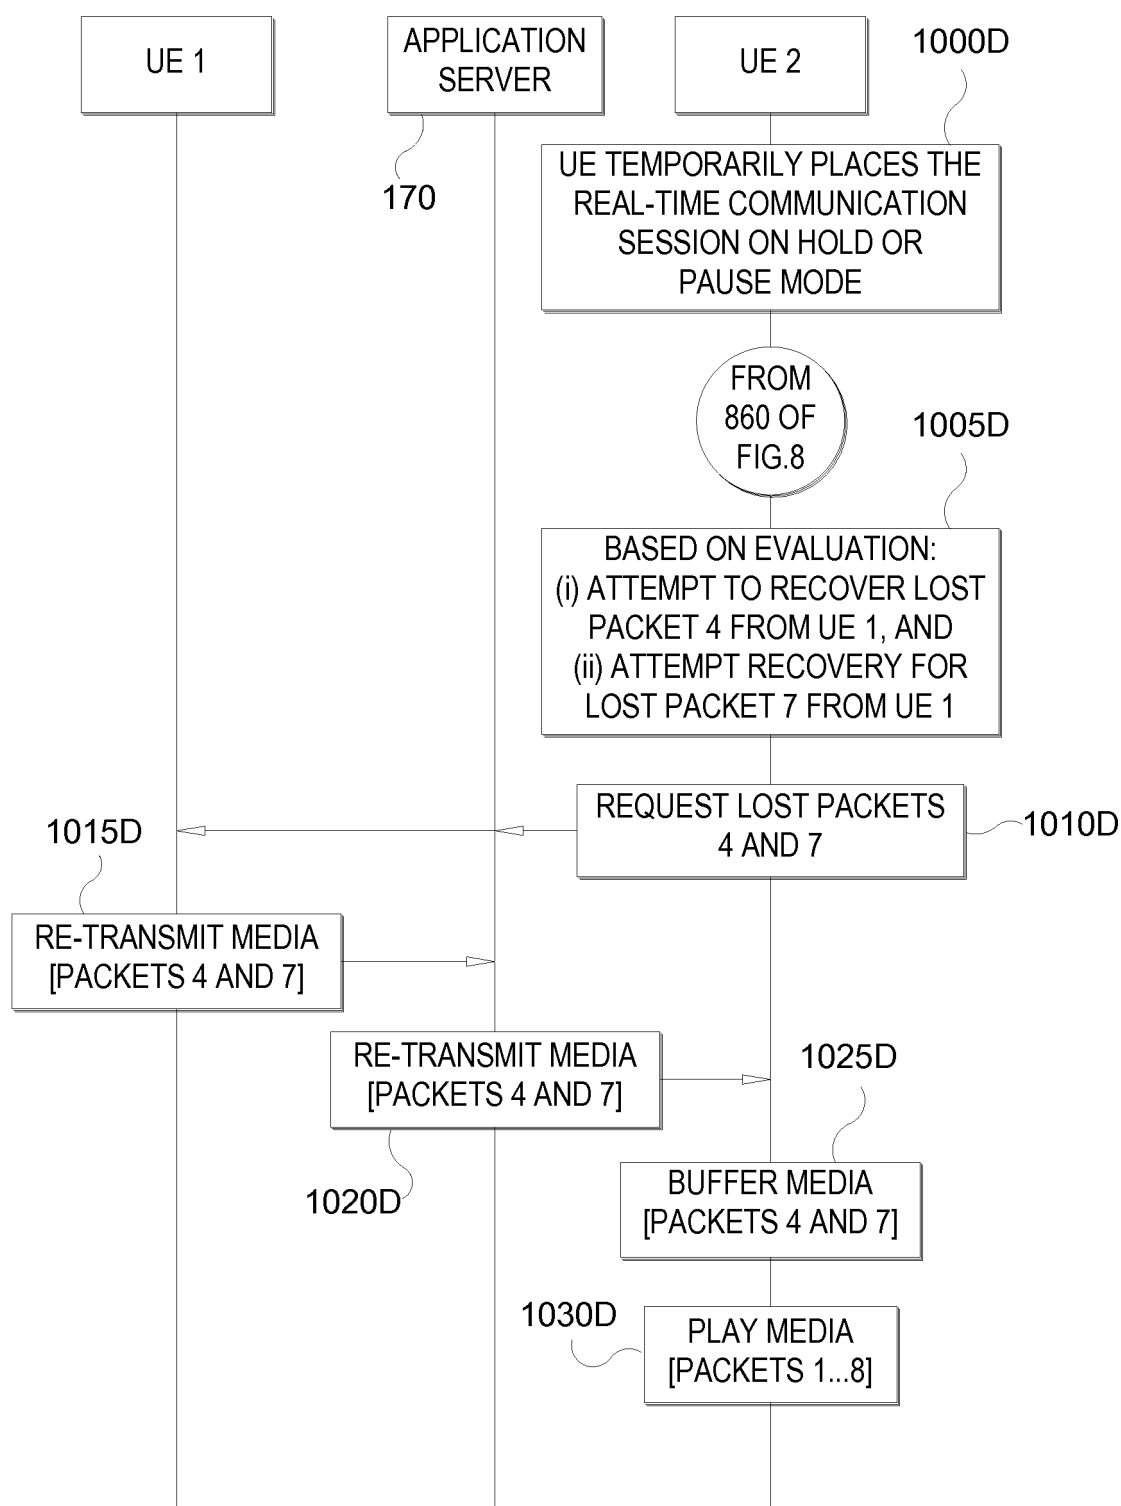 UE 1
APPLICATION
SERVER
UE 2
1000D
170
UE TEMPORARILY PLACES THE
REAL-TIME COMMUNICATION
SESSION ON HOLD OR
PAUSE MODE
FROM
860 OF
FIG.8
1005D
BASED ON EVALUATION:
(i) ATTEMPT TO RECOVER LOST
PACKET 4 FROM UE 1, AND
(ii) ATTEMPT RECOVERY FOR
LOST PACKET 7 FROM UE 1
REQUEST LOST PACKETS
4 AND 7
1010D
1015D
RE-TRANSMIT MEDIA
[PACKETS 4 AND 7]
RE-TRANSMIT MEDIA
[PACKETS 4 AND 7]
1020D
1025D
BUFFER MEDIA
[PACKETS 4 AND 7]
1030D
PLAY MEDIA
[PACKETS 1...8]